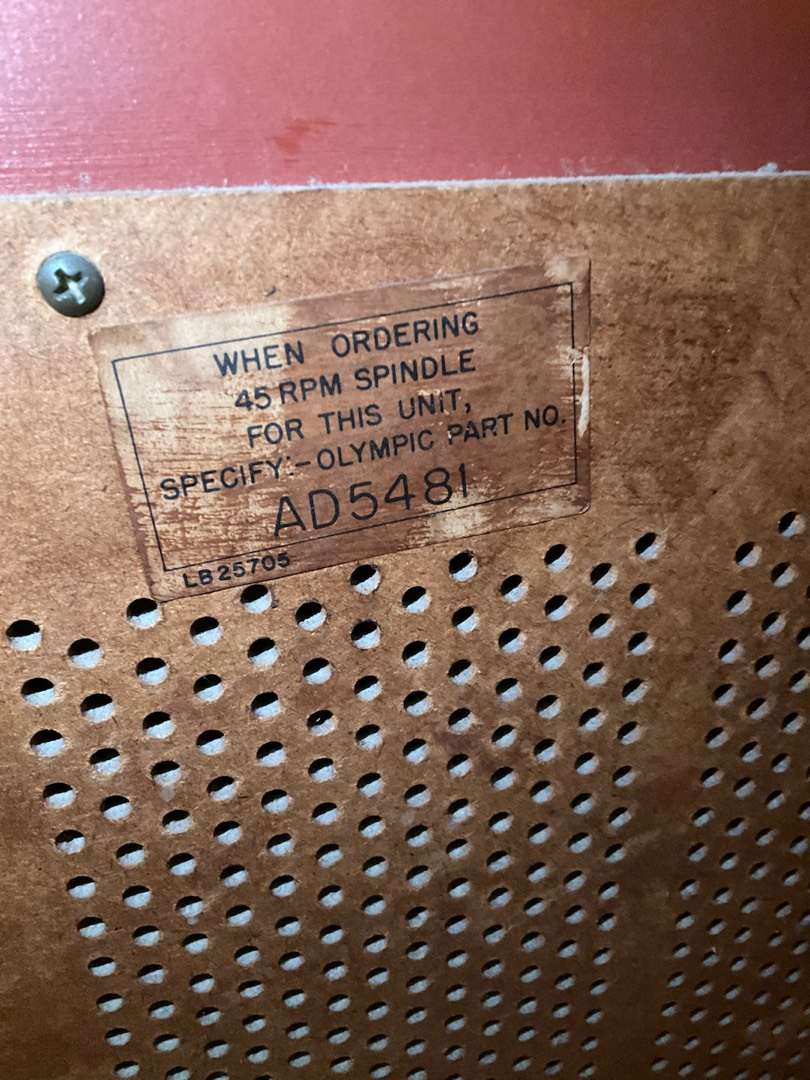 WHEN ORDERING
45 RPM SPINDLE
FOR THIS UNIT,
SPECIFY:-OLYMPIC PART NO.
AD5481
LB25705